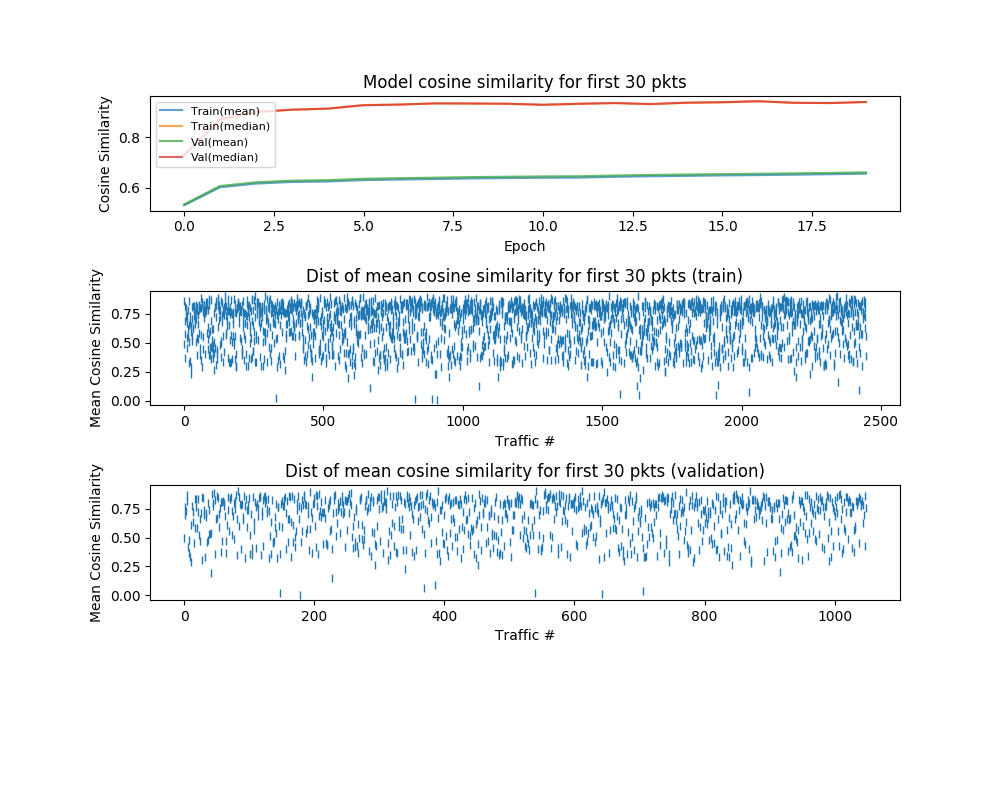 Model cosine similarity for first 30 pkts
Cosine Similarity
0.8
0.6
Train(mean)
Train(median)
Val(mean)
Val(median)
0.0 2.5 5.0 7.5 10.0 12.5 15.0 17.5
Epoch
Dist of mean cosine similarity for first 30 pkts (train)
Mean Cosine Similarity
0.75
0.50
0.25
0.00
0 500 1000 1500 2000 2500
Traffic #
Dist of mean cosine similarity for first 30 pkts (validation)
Mean Cosine Similarity
0.75
0.50
0.25
0.00
0 200 400 600 800 1000
Traffic #